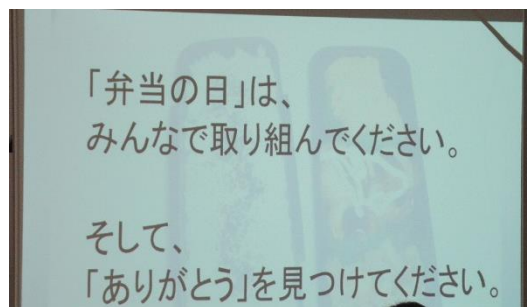 「弁当の日」は、
みんなで取り組んでください。
そして、
「ありがとう」を見つけてください。